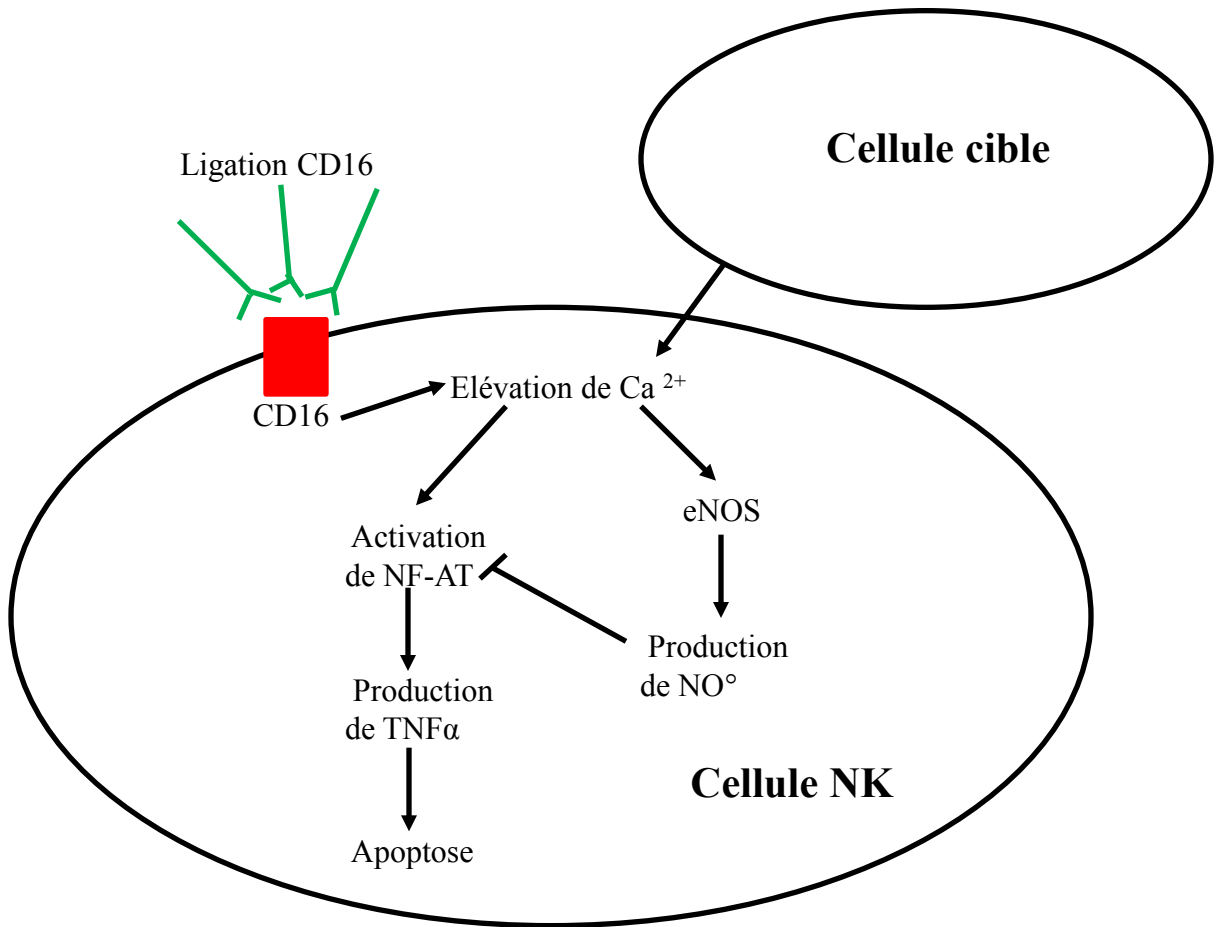 Cellule cible
Ligation CD16
Elévation de Ca 2+
CD16
eNOS
Activation
de NF-AT
Production
de NO°
Production
de TNFα
Cellule NK
Apoptose